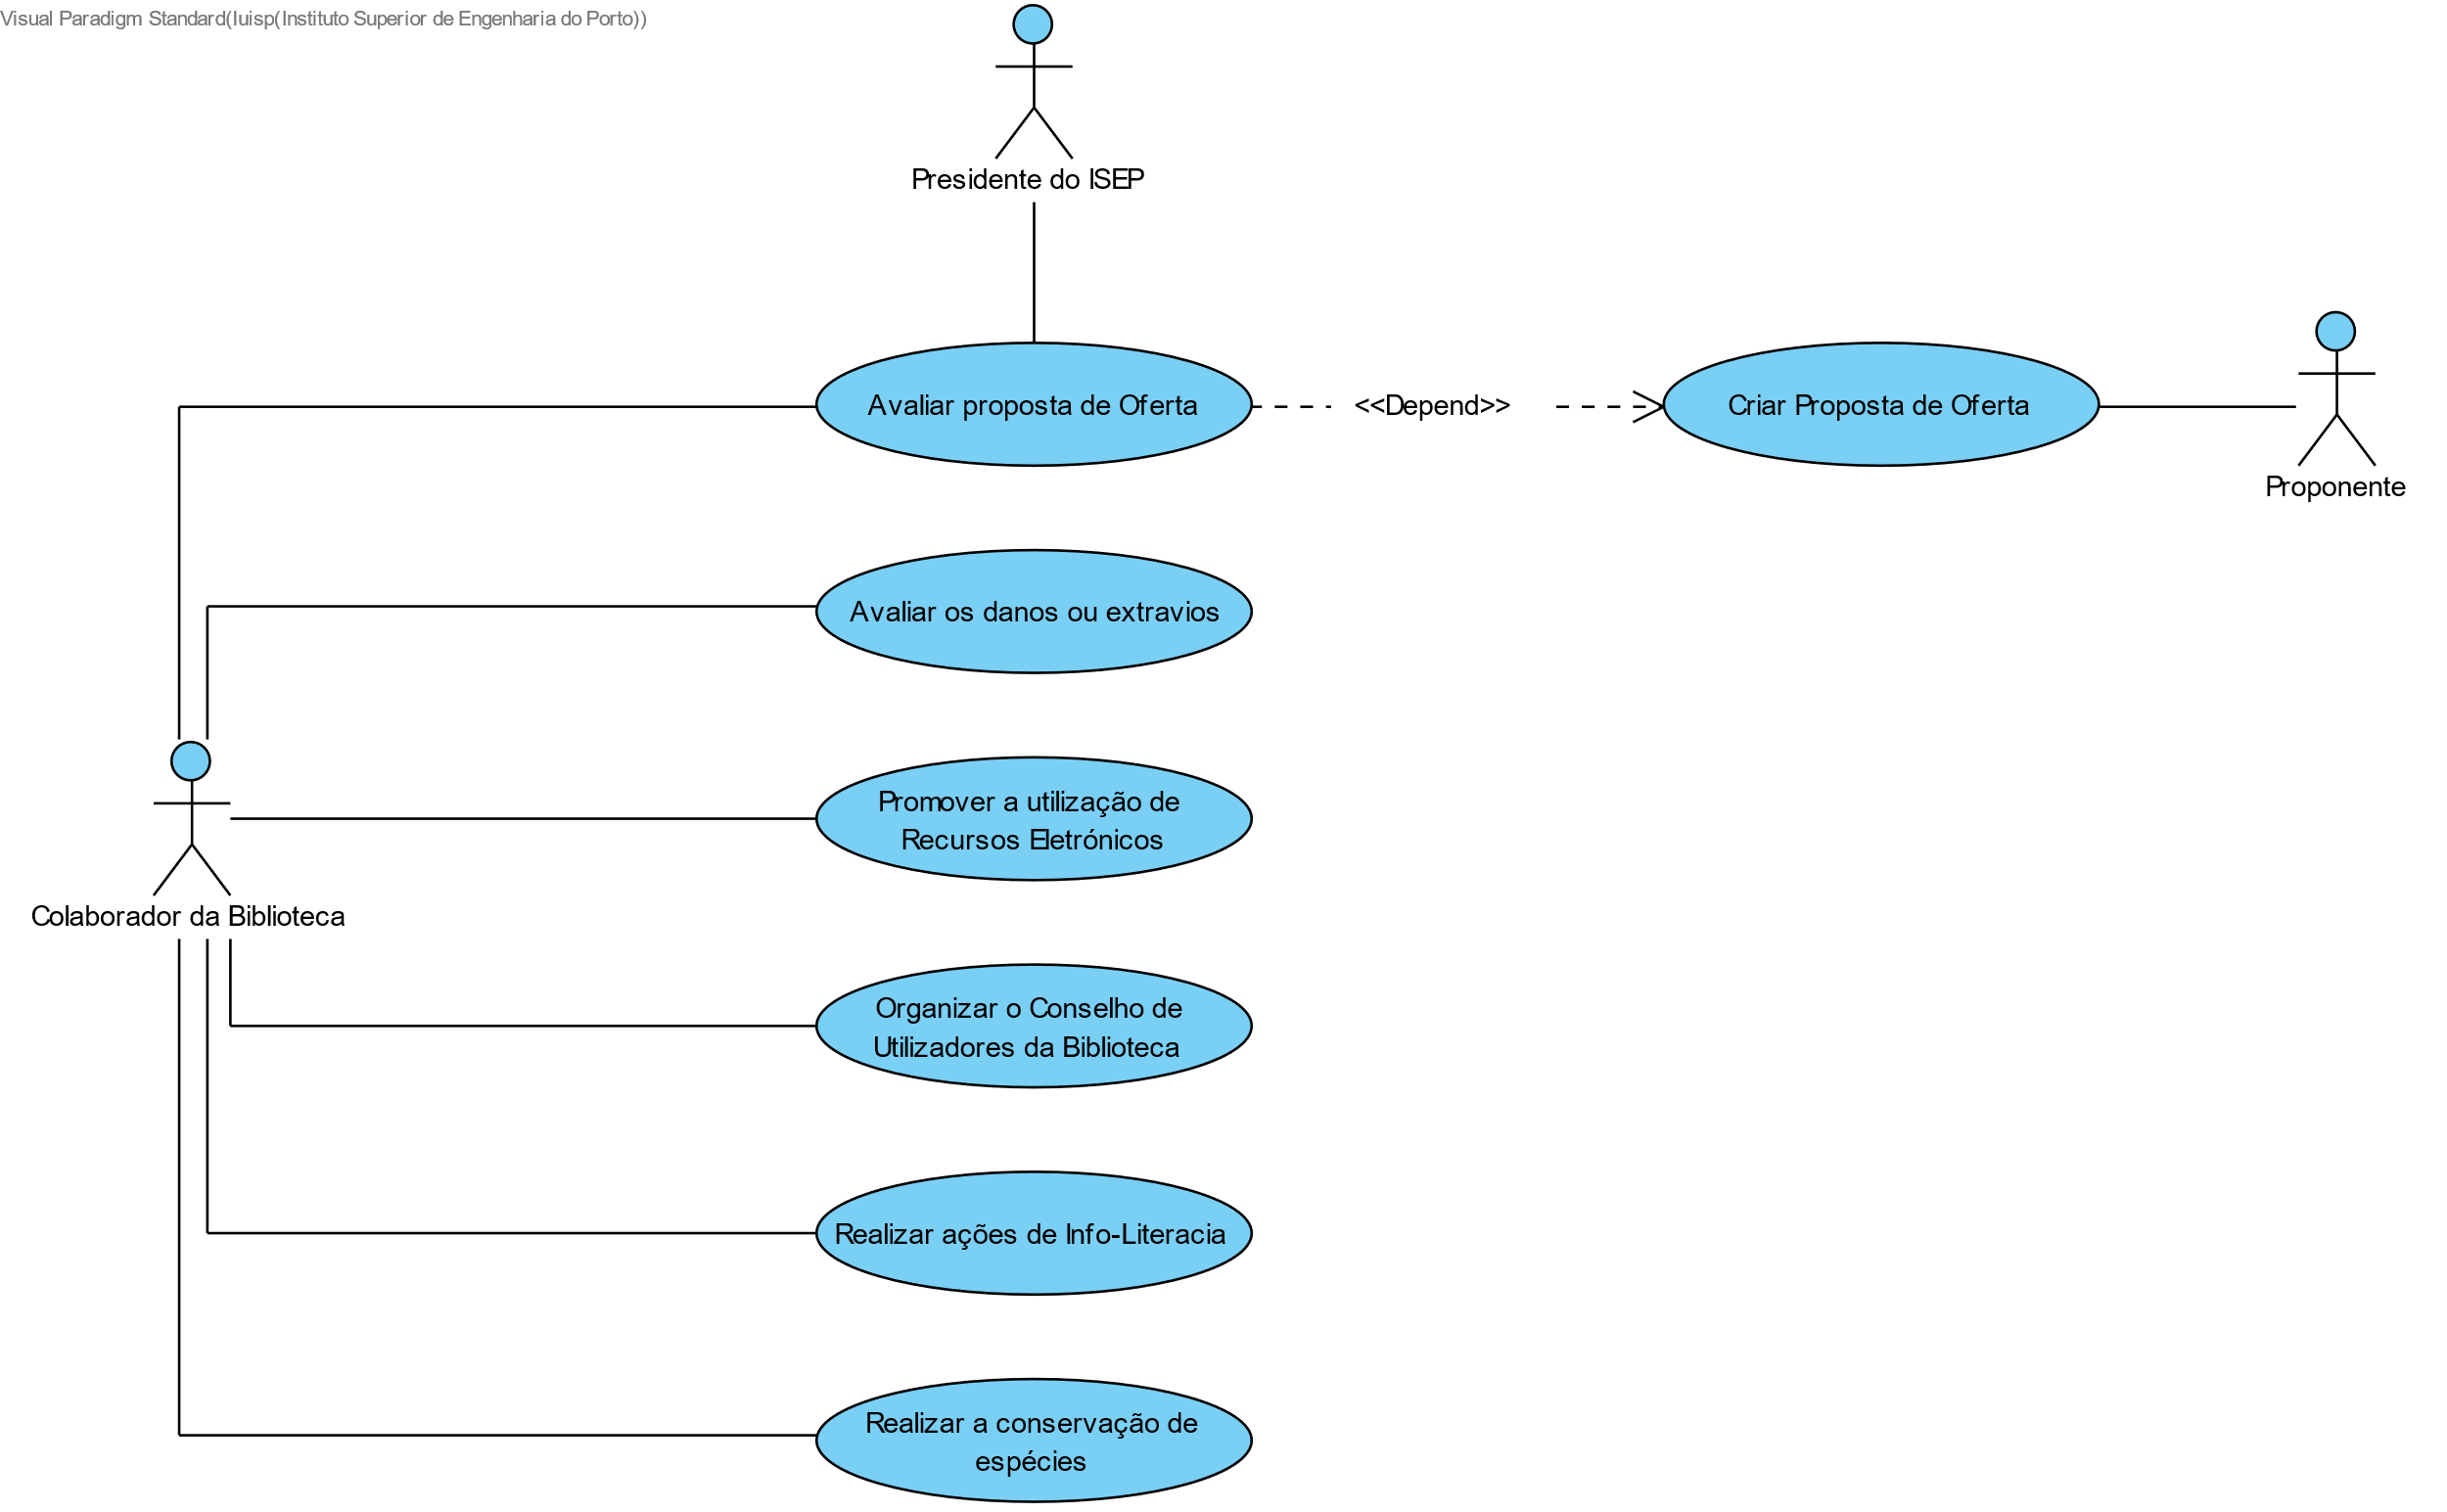 Visual Paradigm Standard(luisp(Instituto Superior de Engenharia do Porto))
Presidente do ISEP
Avaliar proposta de Oferta
<<Depend>>
Criar Proposta de Oferta
Proponente
Avaliar os danos ou extravios
Promover a utilização de
Recursos Eletrónicos
Colaborador da Biblioteca
Organizar o Conselho de
Utilizadores da Biblioteca
Realizar ações de Info-Literacia
Realizar a conservação de
espécies